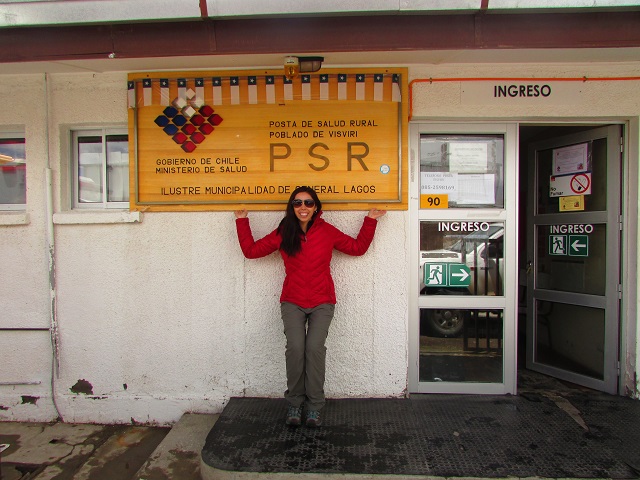 INGRESO
POSTA DE SALUD RURAL
POBLADO DE VISVIRI
PSR
GOBIERNO DE CHILE
MINISTERIO DE SALUD
ILUSTRE MUNICIPALIDAD DE GENERAL LAGOS
90
INGRESO
INGRESO